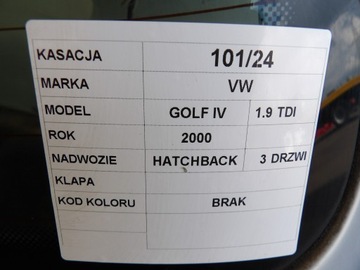 KASACJA 101/24
MARKA VW
MODEL GOLF IV 1.9 TDI
ROK 2000
NADWOZIE HATCHBACK 3 DRZWI
KLAPA
KOD KOLORU BRAK